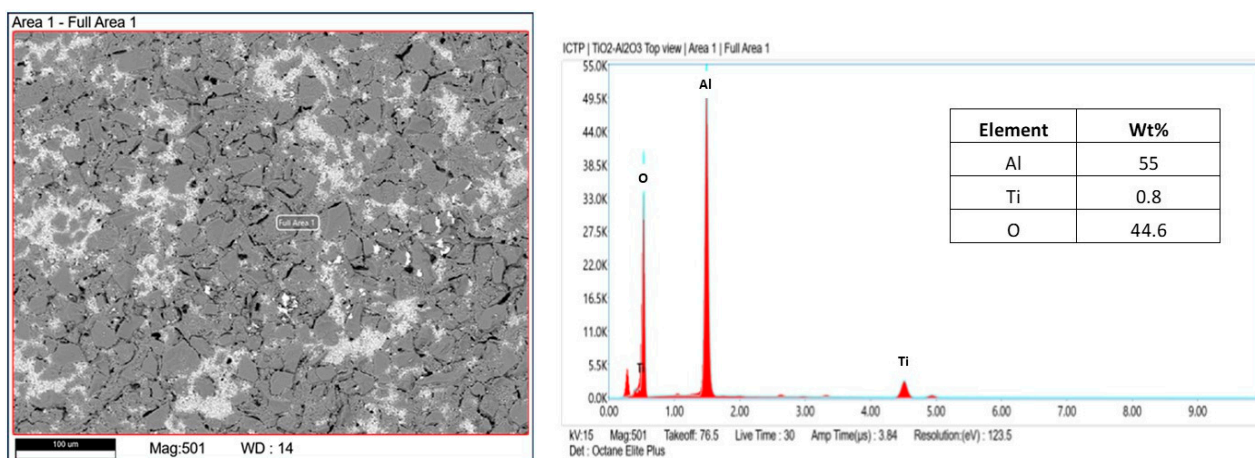 Area 1 - Full Area 1
Full Area 1
100 um
Mag:501 WD : 14
ICTP | TiO2-Al2O3 Top view | Area 1 | Full Area 1
55.0K
49.5K
44.0K
38.5K
33.0K
27.5K
22.5K
16.5K
11.0K
5.5K
0.0K
Al
O
Ti
Ti
0.00 1.00 2.00 3.00 4.00 5.00 6.00 7.00 8.00 9.00
kV:15 Mag:501 Takeoff: 76.5 Live Time : 30 Amp Time(µs) : 3.84 Resolution:(eV) : 123.5
Det : Octane Elite Plus
Element Wt%
Al 55
Ti 0.8
O 44.6